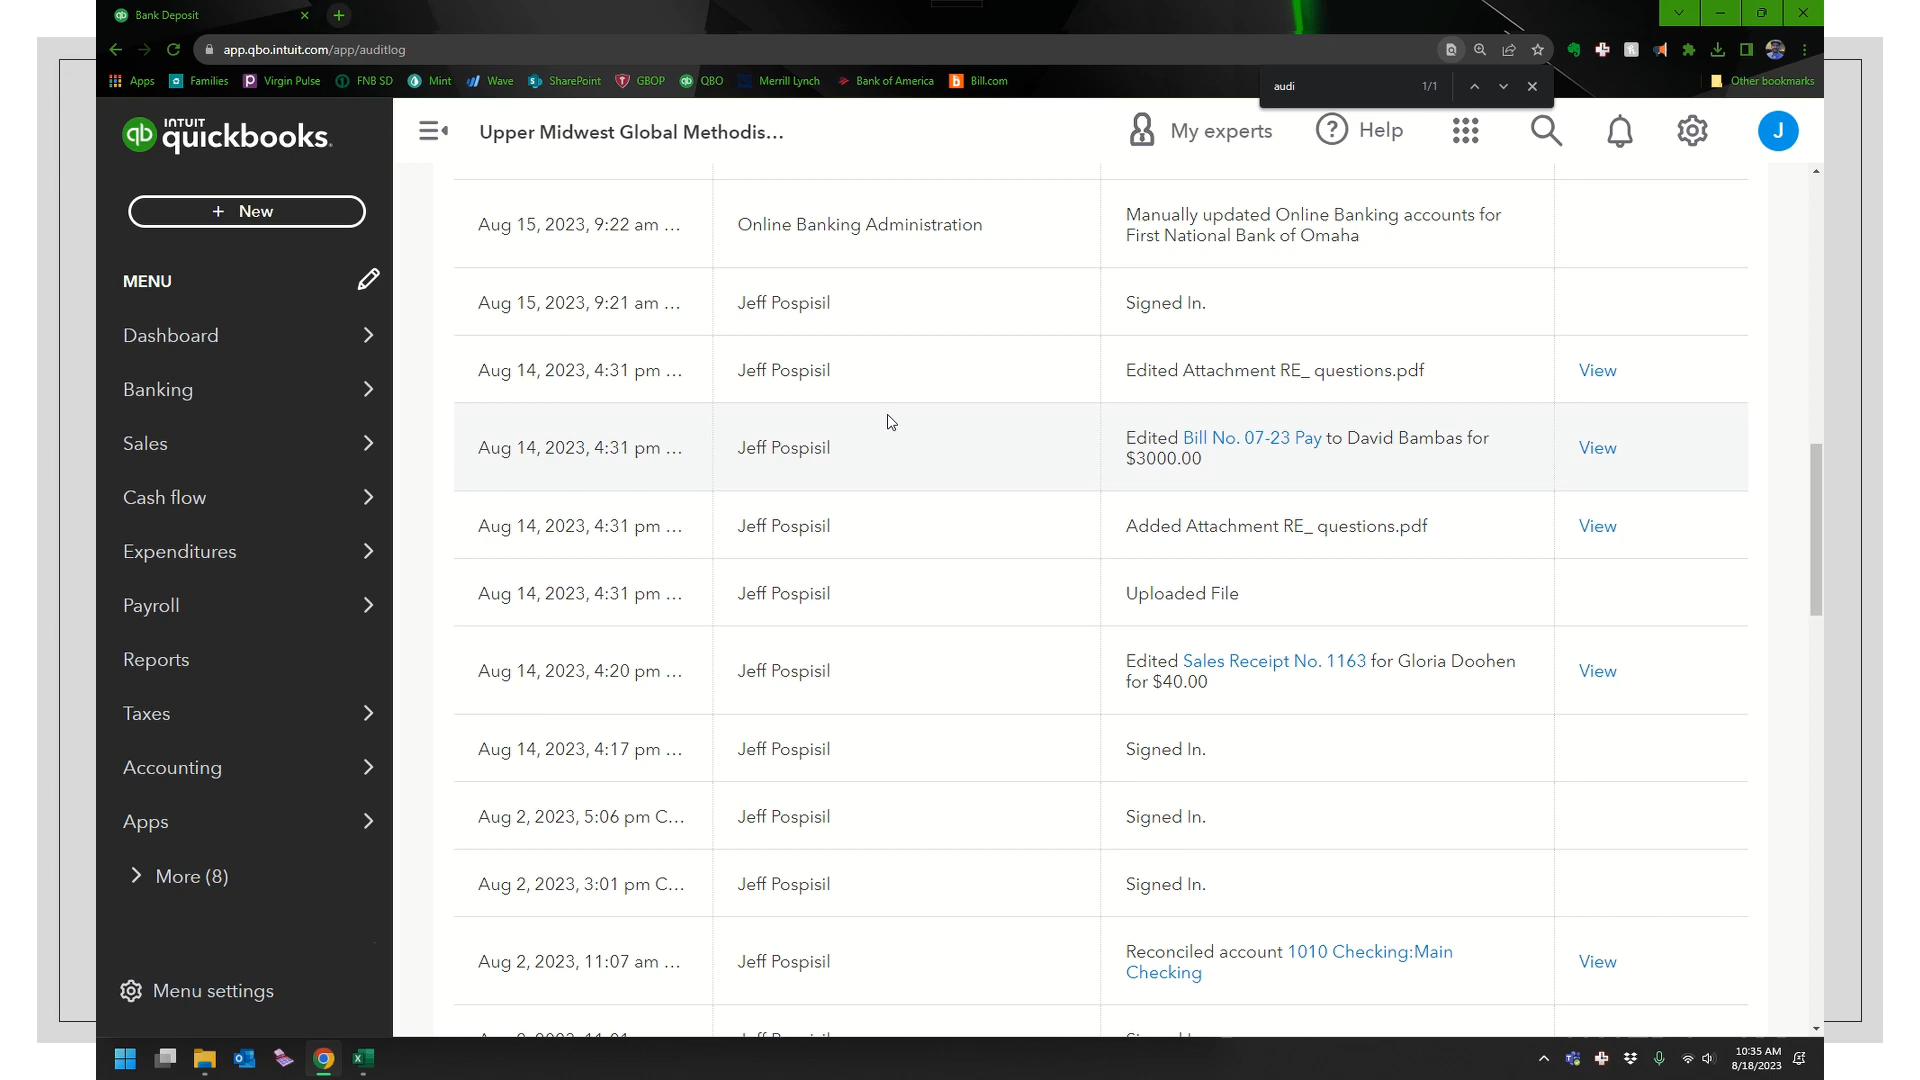 Bank Deposit
app.qbo.intuit.com/app/auditlog
Apps Families Virgin Pulse FNB SD Mint Wave SharePoint GBOP QBO Merrill Lynch Bank of America Bill.com Other bookmarks
audi 1/1
INTUIT
quickbooks.
Upper Midwest Global Methodis...
My experts
Help
J
+ New
MENU
Dashboard
Banking
Sales
Cash flow
Expenditures
Payroll
Reports
Taxes
Accounting
Apps
More (8)
Menu settings
Aug 15, 2023, 9:22 am ... Online Banking Administration Manually updated Online Banking accounts for
First National Bank of Omaha
Aug 15, 2023, 9:21 am ... Jeff Pospisil Signed In.
Aug 14, 2023, 4:31 pm ... Jeff Pospisil Edited Attachment RE_ questions.pdf View
Aug 14, 2023, 4:31 pm ... Jeff Pospisil Edited Bill No. 07-23 Pay to David Bambas for
$3000.00 View
Aug 14, 2023, 4:31 pm ... Jeff Pospisil Added Attachment RE_ questions.pdf View
Aug 14, 2023, 4:31 pm ... Jeff Pospisil Uploaded File
Aug 14, 2023, 4:20 pm ... Jeff Pospisil Edited Sales Receipt No. 1163 for Gloria Doohen
for $40.00 View
Aug 14, 2023, 4:17 pm ... Jeff Pospisil Signed In.
Aug 2, 2023, 5:06 pm C... Jeff Pospisil Signed In.
Aug 2, 2023, 3:01 pm C... Jeff Pospisil Signed In.
Aug 2, 2023, 11:07 am ... Jeff Pospisil Reconciled account 1010 Checking:Main
Checking View
10:35 AM
8/18/2023